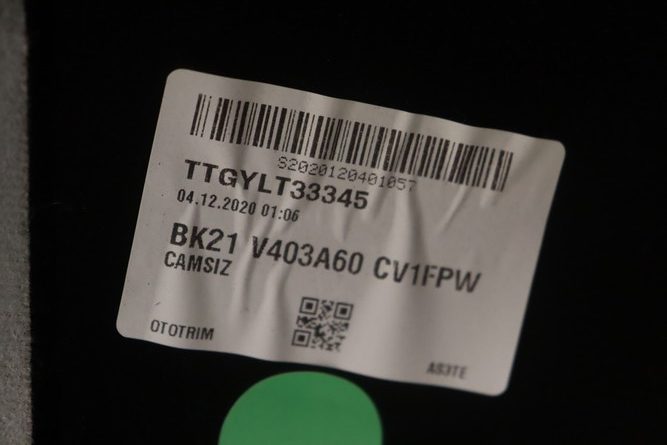 S2020120401057
TTGYLT33345
04.12.2020 01:06
BK21 V403A60 CV1FPW
CAMSIZ
OTOTRIM
AS3TE